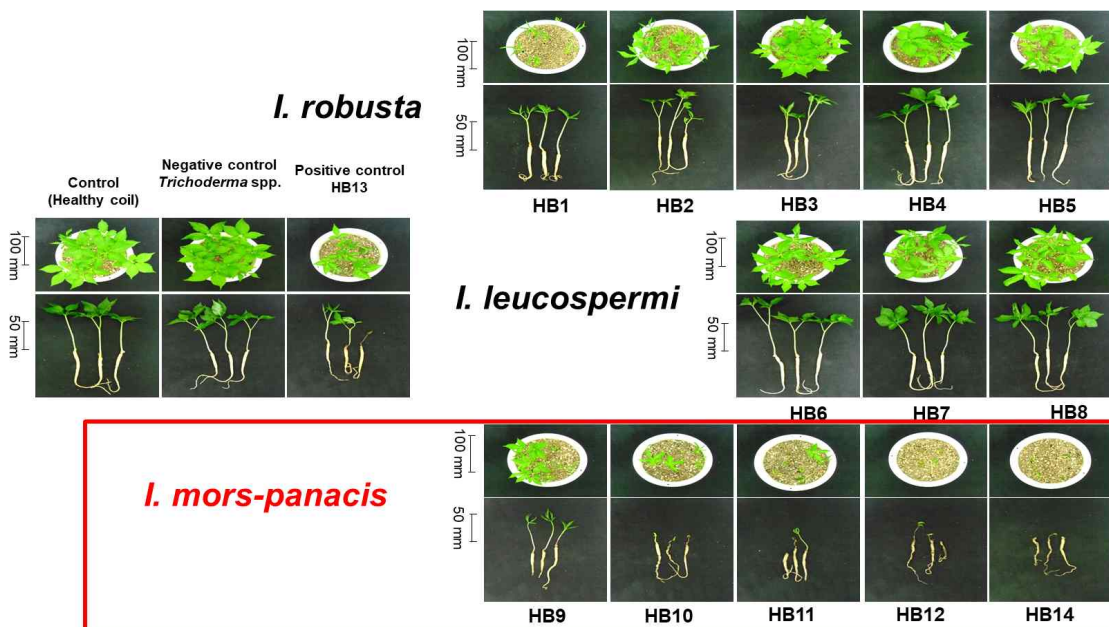 100 mm
I. robusta
50 mm
HB1 HB2 HB3 HB4 HB5
Control
(Healthy coil)
Negative control
Trichoderma spp.
Positive control
HB13
100 mm
50 mm
I. leucospermi
100 mm
50 mm
HB6 HB7 HB8
I. mors-panacis
100 mm
50 mm
HB9 HB10 HB11 HB12 HB14